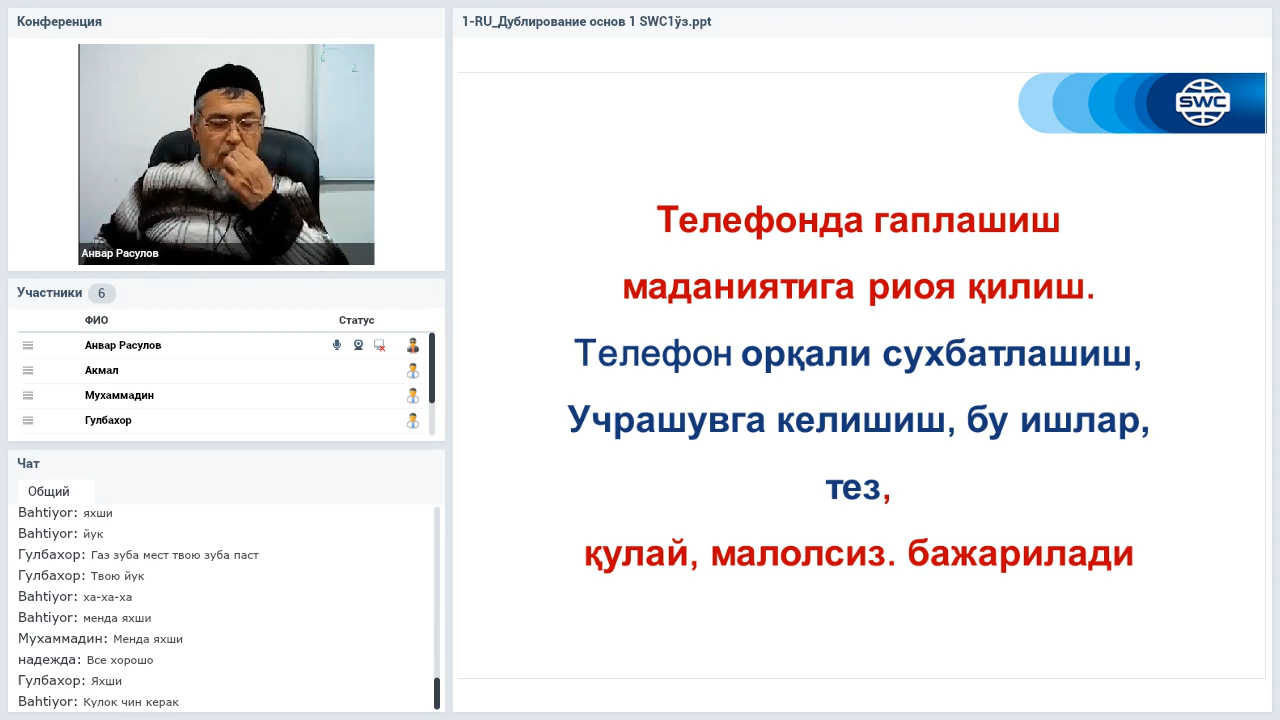 Конференция
Анвар Расулов
Участники 6
ФИО Статус
Анвар Расулов
Акмал
Мухаммадин
Гулбахор
Чат
Общий
Bahtiyor: яхши
Bahtiyor: йук
Гулбахор: Газ зуба мест твою зуба паст
Гулбахор: Твою йук
Bahtiyor: ха-ха-ха
Bahtiyor: менда яхши
Мухаммадин: Менда яхши
надежда: Все хорошо
Гулбахор: Яхши
Bahtiyor: Кулок чин керак
1-RU_Дублирование основ 1 SWC1ўз.ppt
SWC
Телефонда гаплашиш
маданиятига риоя қилиш.
Телефон орқали сухбатлашиш,
Учрашувга келишиш, бу ишлар,
тез,
қулай, малолсиз. бажарилади